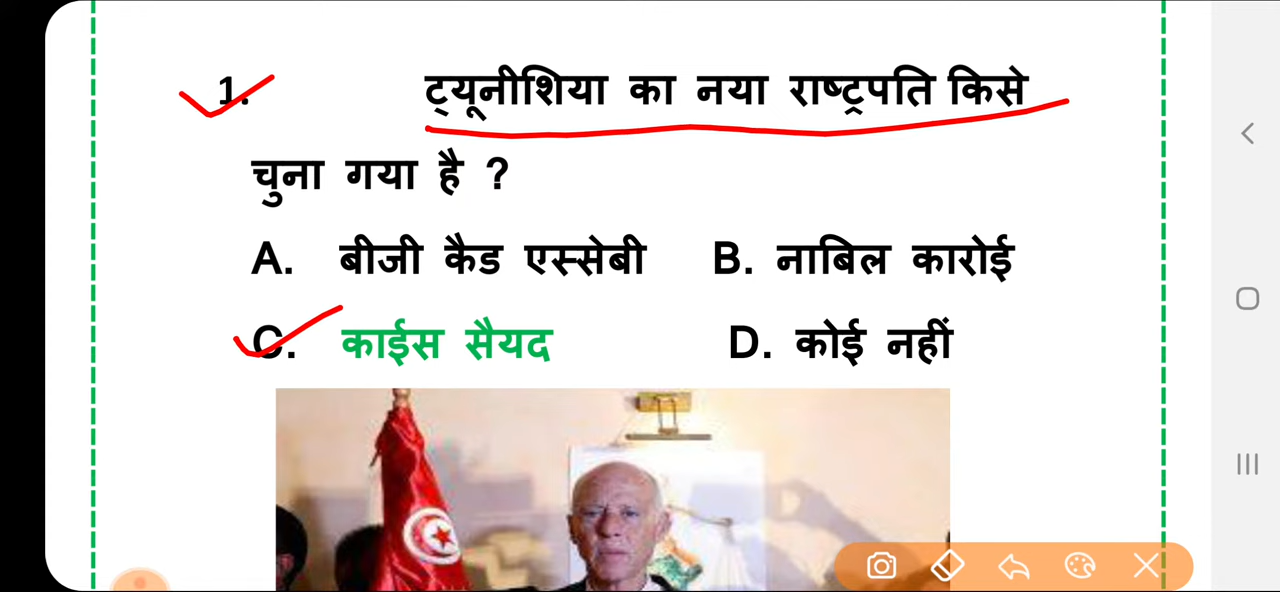 1. ट्यूनीशिया का नया राष्ट्रपति किसे
चुना गया है ?
A. बीजी कैड एस्सेबी B. नाबिल कारोई
C. काईस सैयद D. कोई नहीं